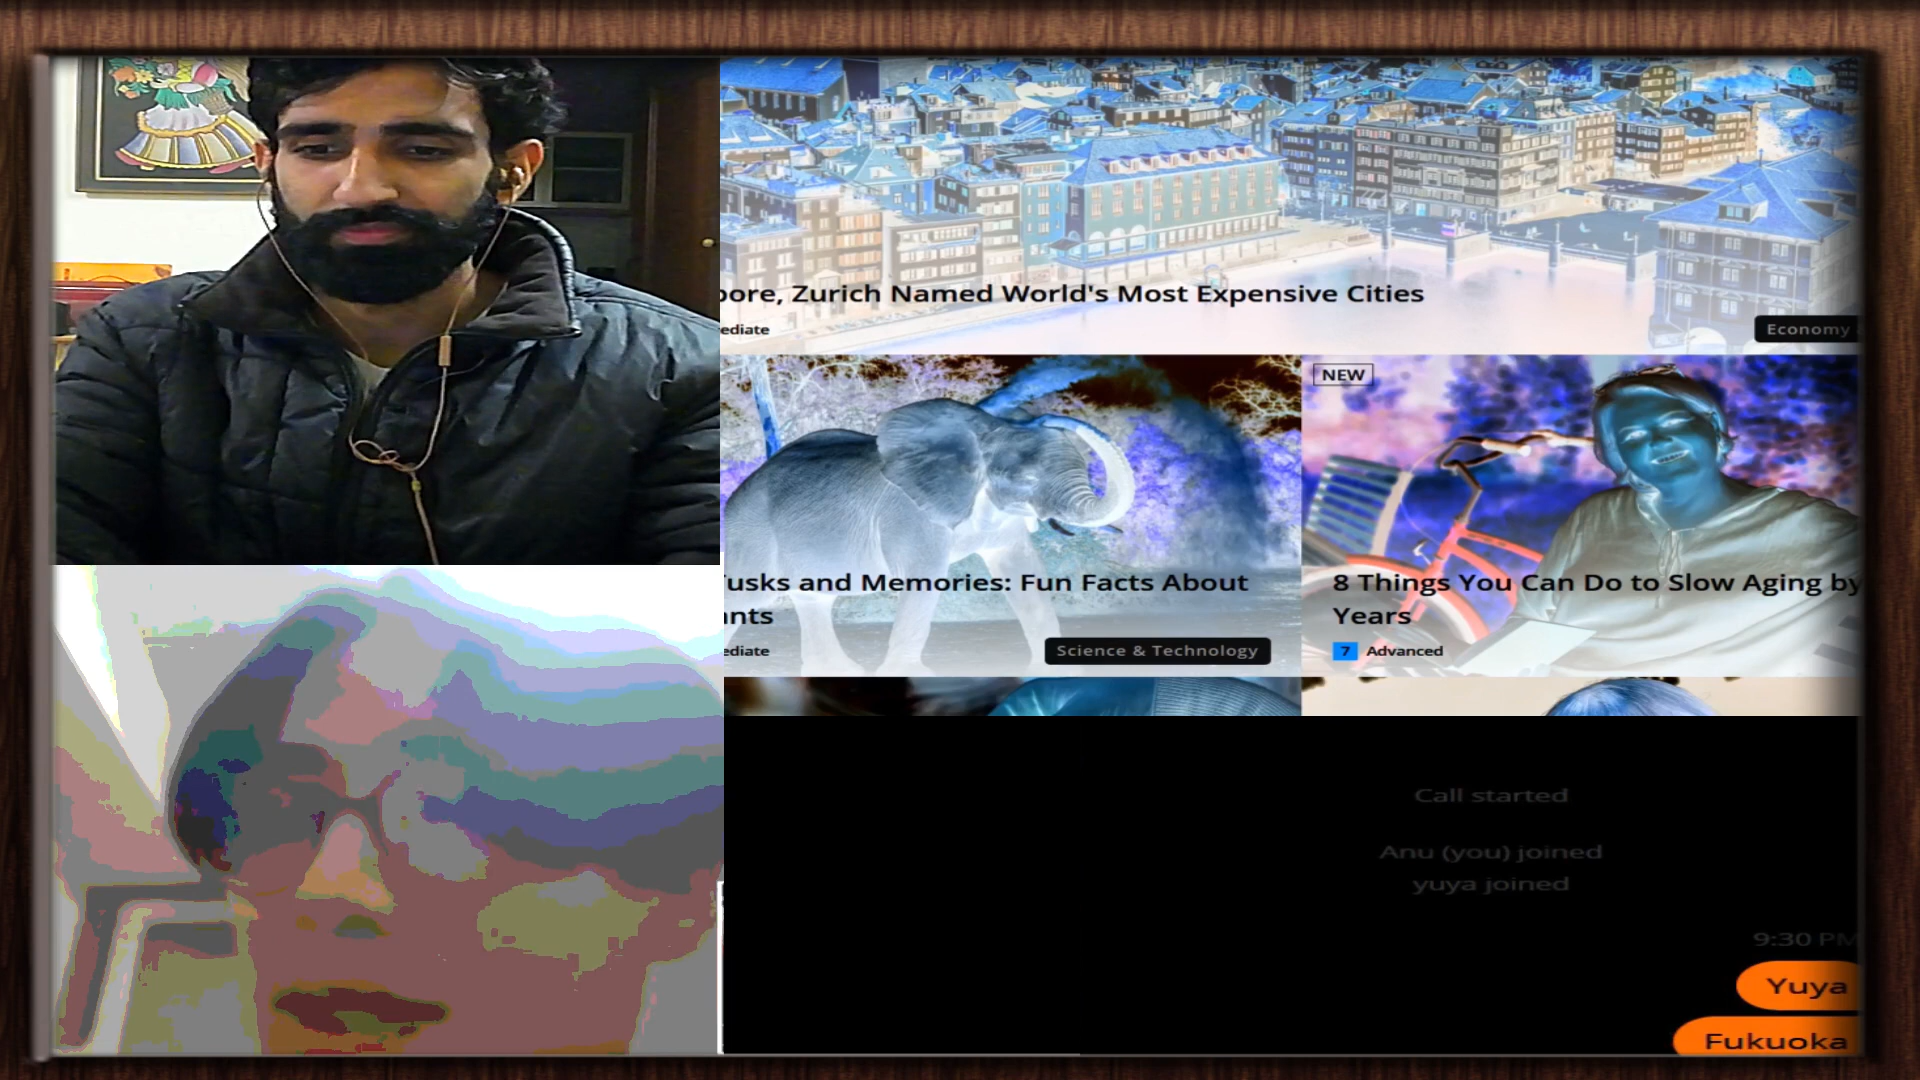 pore, Zurich Named World's Most Expensive Cities
ediate
Economy
NEW
Tusks and Memories: Fun Facts About
nts
ediate
Science & Technology
8 Things You Can Do to Slow Aging by
Years
7 Advanced
Call started
Anu (you) joined
yuya joined
9:30 PM
Yuya
Fukuoka